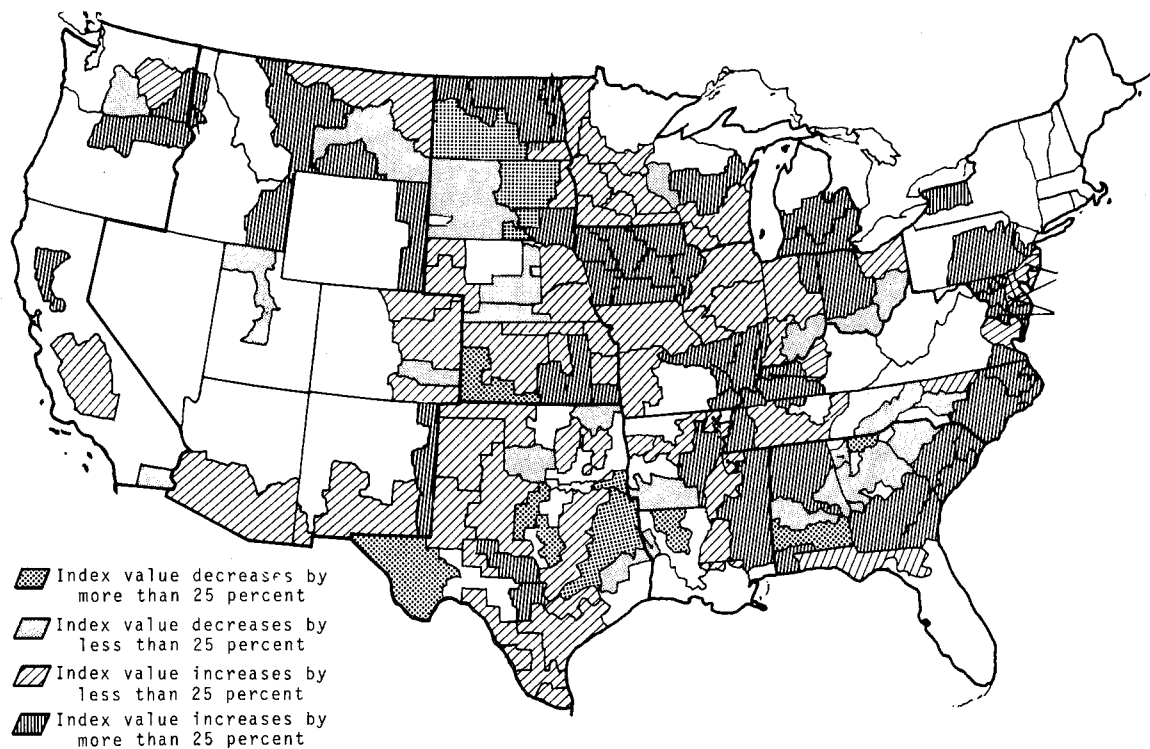 Index value decreases by
more than 25 percent
Index value decreases by
less than 25 percent
Index value increases by
less than 25 percent
Index value increases by
more than 25 percent